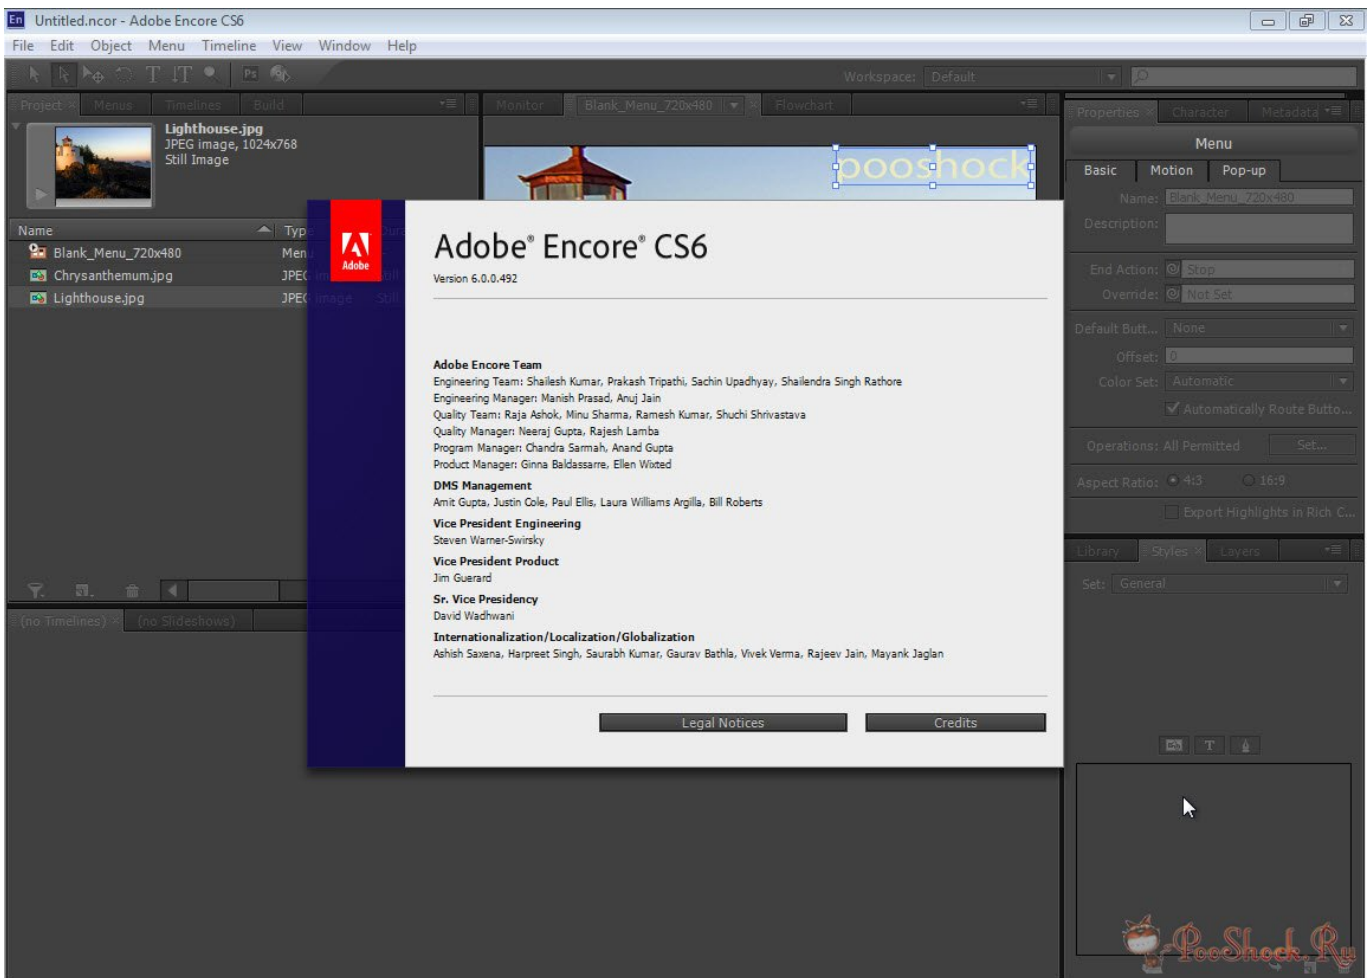 En Untitled.ncor - Adobe Encore CS6
File Edit Object Menu Timeline View Window Help
T IT Ps Workspace: Default
Project × Menus Timelines Build Monitor Blank_Menu_720x480 × Flowchart Properties × Character Metadata
Lighthouse.jpg
JPEG image, 1024x768
Still Image
pooshock
Menu
Basic Motion Pop-up
Name: Blank_Menu_720x480
Description:
Name Type
Blank_Menu_720x480 Menu
Chrysanthemum.jpg JPEG
Lighthouse.jpg JPEG image Still
Adobe
Adobe® Encore® CS6
Version 6.0.0.492
Adobe Encore Team
Engineering Team: Shailesh Kumar, Prakash Tripathi, Sachin Upadhyay, Shailendra Singh Rathore
Engineering Manager: Manish Prasad, Anuj Jain
Quality Team: Raja Ashok, Minu Sharma, Ramesh Kumar, Shuchi Shrivastava
Quality Manager: Neeraj Gupta, Rajesh Lamba
Program Manager: Chandra Sarmah, Anand Gupta
Product Manager: Ginna Baldassarre, Ellen Wixted
DMS Management
Amit Gupta, Justin Cole, Paul Ellis, Laura Williams Argilla, Bill Roberts
Vice President Engineering
Steven Warner-Swirsky
Vice President Product
Jim Guerard
Sr. Vice Presidency
David Wadhwani
Internationalization/Localization/Globalization
Ashish Saxena, Harpreet Singh, Saurabh Kumar, Gaurav Bathla, Vivek Verma, Rajeev Jain, Mayank Jaglan
Legal Notices Credits
End Action: Stop
Override: Not Set
Default Butt... None
Offset: 0
Color Set: Automatic
Automatically Route Butto...
Operations: All Permitted Set...
Aspect Ratio: 4:3 16:9
Export Highlights in Rich C...
Library Styles × Layers
Set: General
T
(no Timelines) × (no Slideshows)
PooShock.Ru